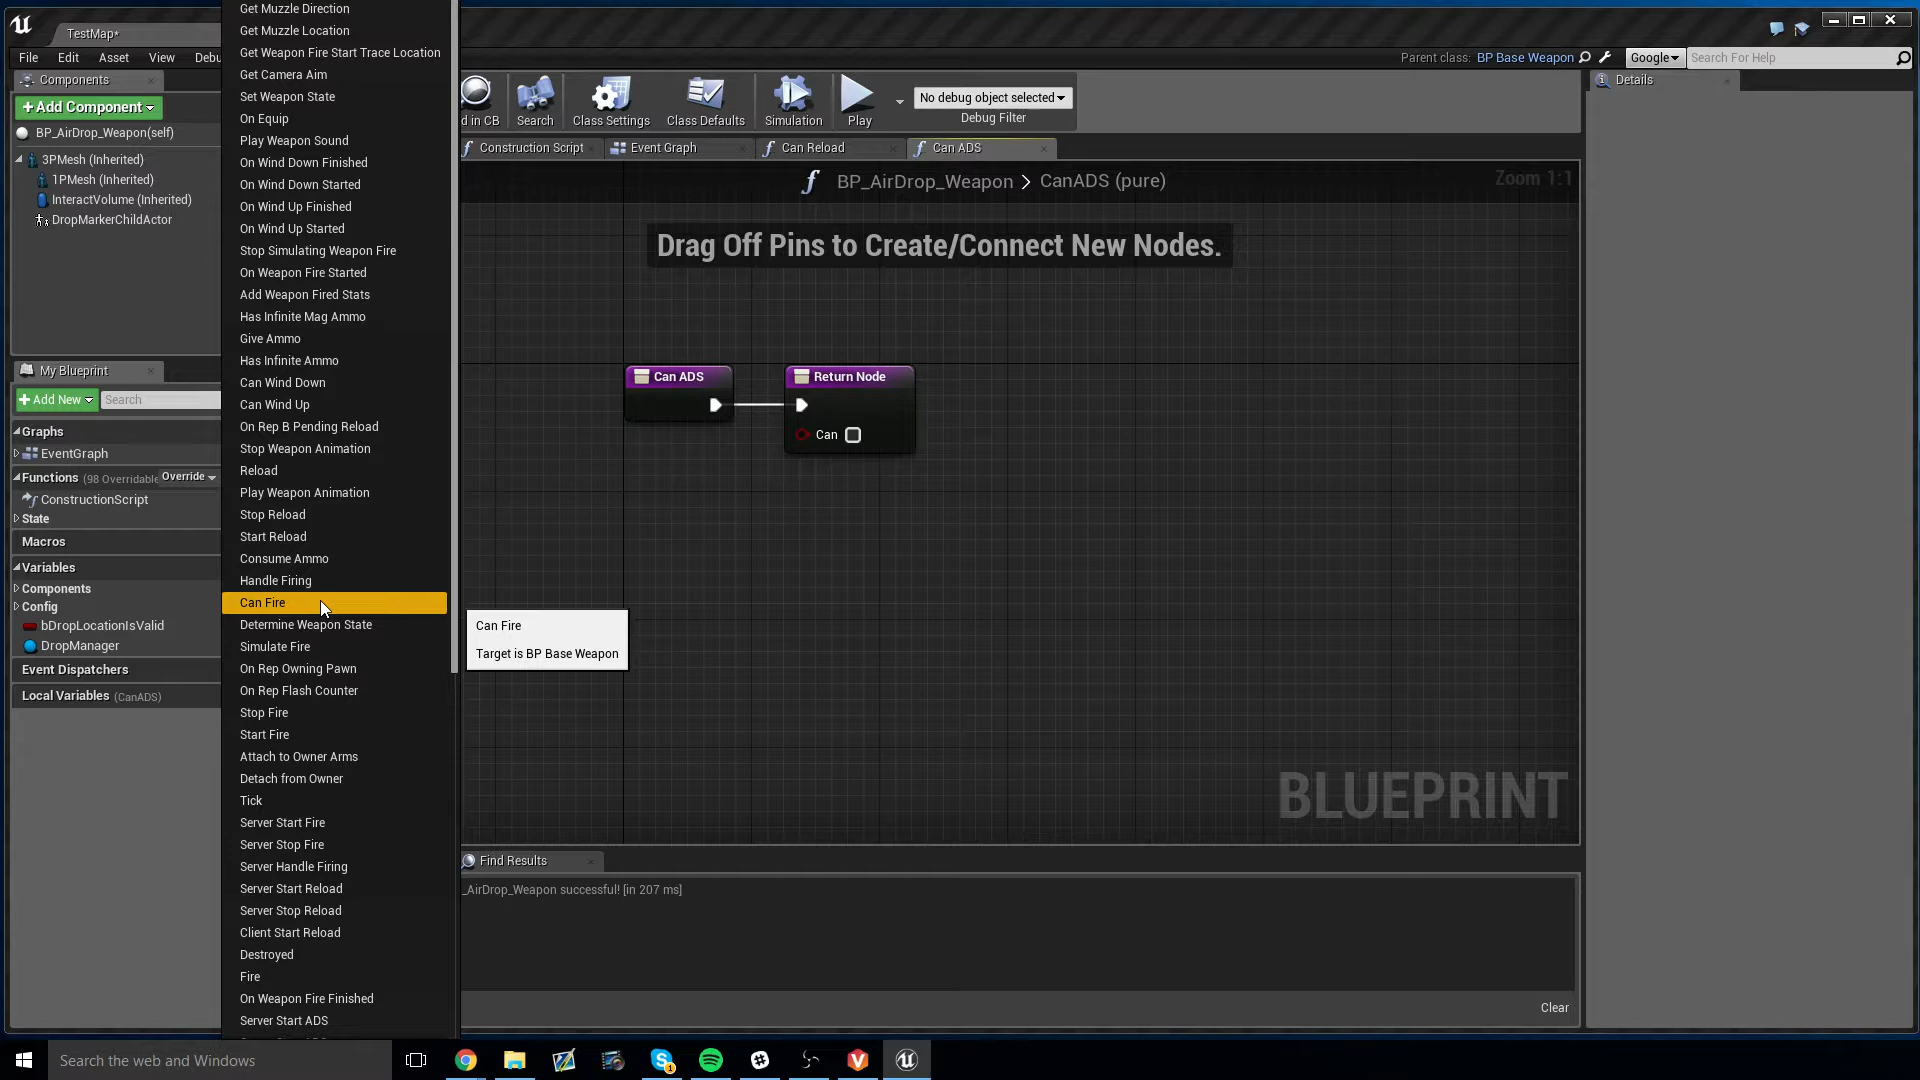 TestMap*
File Edit Asset View Debu
Parent class: BP Base Weapon
Google
Search For Help
Components
+Add Component
BP_AirDrop_Weapon(self)
3PMesh (Inherited)
1PMesh (Inherited)
InteractVolume (Inherited)
DropMarkerChildActor
My Blueprint
+Add New
Search
Graphs
EventGraph
Functions (98 Overridable Override
ConstructionScript
State
Macros
Variables
Components
Config
bDropLocationIsValid
DropManager
Event Dispatchers
Local Variables (CanADS)
Get Muzzle Direction
Get Muzzle Location
Get Weapon Fire Start Trace Location
Get Camera Aim
Set Weapon State
On Equip
Play Weapon Sound
On Wind Down Finished
On Wind Down Started
On Wind Up Finished
On Wind Up Started
Stop Simulating Weapon Fire
On Weapon Fire Started
Add Weapon Fired Stats
Has Infinite Mag Ammo
Give Ammo
Has Infinite Ammo
Can Wind Down
Can Wind Up
On Rep B Pending Reload
Stop Weapon Animation
Reload
Play Weapon Animation
Stop Reload
Start Reload
Consume Ammo
Handle Firing
Can Fire
Determine Weapon State
Simulate Fire
On Rep Owning Pawn
On Rep Flash Counter
Stop Fire
Start Fire
Attach to Owner Arms
Detach from Owner
Tick
Server Start Fire
Server Stop Fire
Server Handle Firing
Server Start Reload
Server Stop Reload
Client Start Reload
Destroyed
Fire
On Weapon Fire Finished
Server Start ADS
Can Fire
Target is BP Base Weapon
d in CB
Search
Class Settings
Class Defaults
Simulation
Play
No debug object selected
Debug Filter
Construction Script
Event Graph
Can Reload
Can ADS
BP_AirDrop_Weapon > CanADS (pure)
Zoom 1:1
Drag Off Pins to Create/Connect New Nodes.
Can ADS
Return Node
Can
BLUEPRINT
Find Results
_AirDrop_Weapon successful! [in 207 ms]
Clear
Details
Search the web and Windows